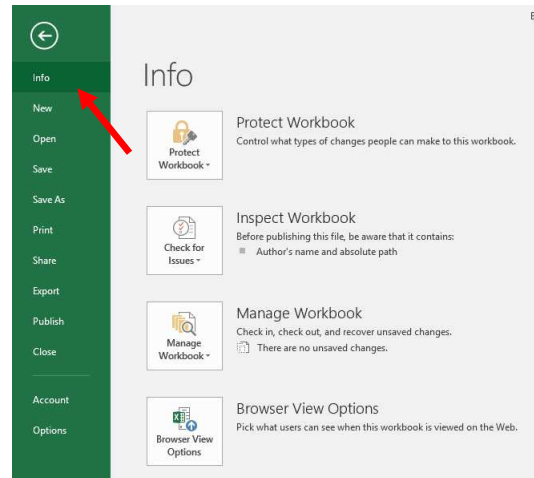 Info
New
Open
Save
Save As
Print
Share
Export
Publish
Close
Account
Options
Info
Protect
Workbook
Protect Workbook
Control what types of changes people can make to this workbook.
Check for
Issues
Inspect Workbook
Before publishing this file, be aware that it contains:
Author's name and absolute path
Manage
Workbook
Manage Workbook
Check in, check out, and recover unsaved changes.
There are no unsaved changes.
Browser View
Options
Browser View Options
Pick what users can see when this workbook is viewed on the Web.